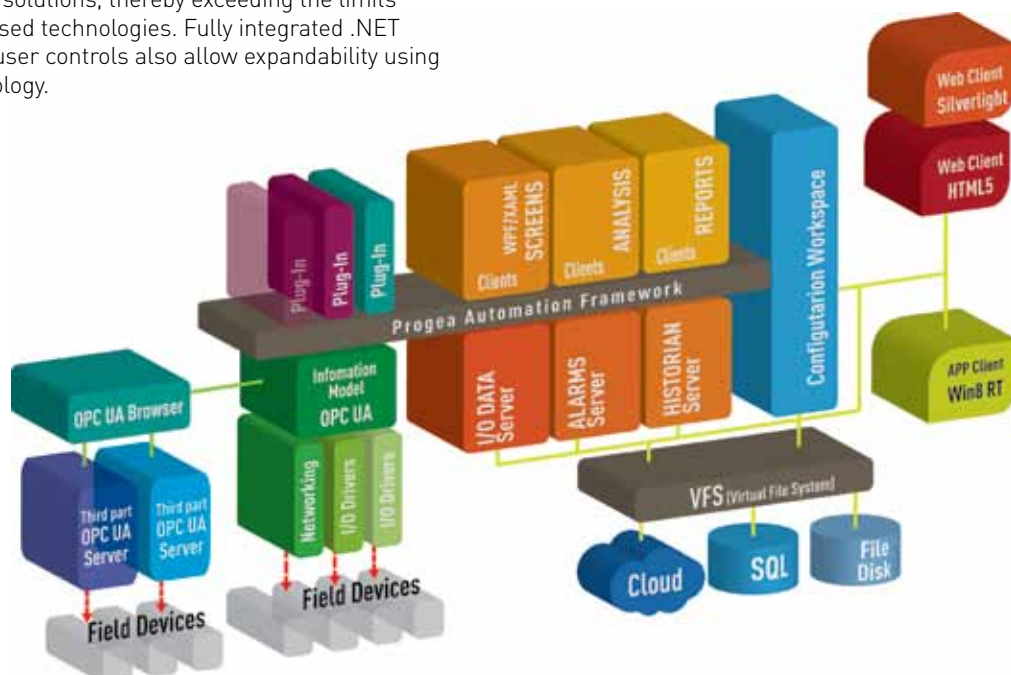 solutions, thereby exceeding the limits
sed technologies. Fully integrated .NET
user controls also allow expandability using
ology.
Web Client
Silverlight
Web Client
HTML5
APP Client
Win8 RT
Plug-In
Plug-In
Plug-In
WPF/XAML
SCREENS
Clients
ANALYSIS
Clients
REPORTS
Clients
Configutarion Workspace
Progea Automation Framework
Infomation
Model
OPC UA
I/O DATA
Server
ALARMS
Server
HISTORIAN
Server
OPC UA Browser
Third part
OPC UA
Server
Third part
OPC UA
Server
Networking
I/O Drivers
I/O Drivers
Field Devices
Field Devices
VFS (Virtual File System)
Cloud
SQL
File
Disk